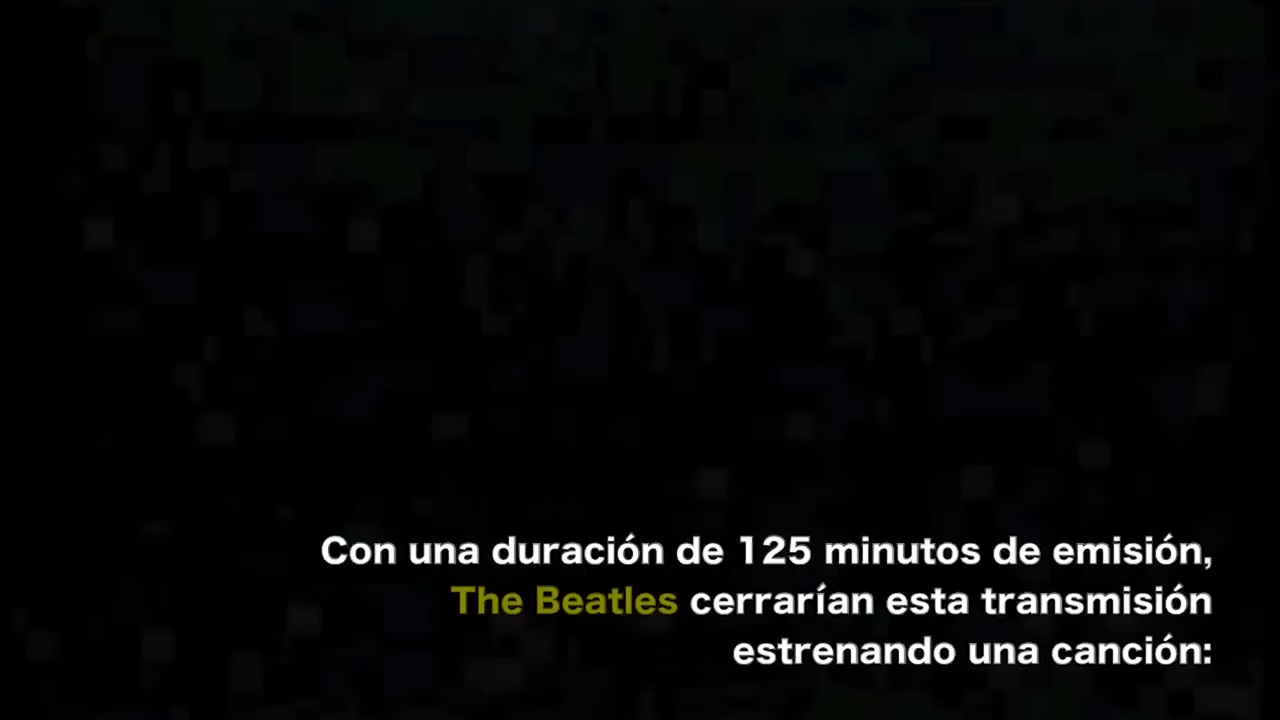 Con una duración de 125 minutos de emisión,
The Beatles cerrarían esta transmisión
estrenando una canción: